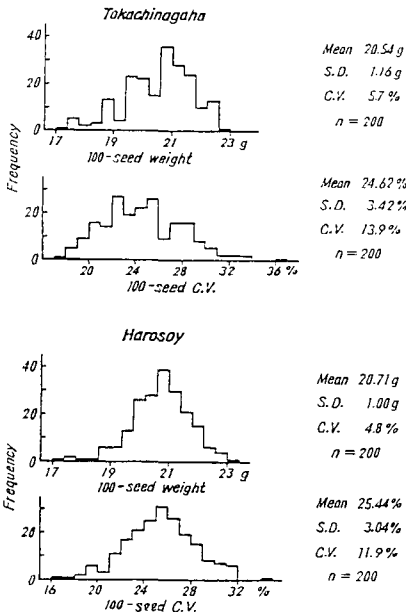 Tokachinagaha
40
20
0
17 19 21 23 g
100-seed weight
Mean 20.54 g
S.D. 1.16 g
C.V. 5.7 %
n = 200
Frequency
20
0
20 24 28 32 36 %
100-seed C.V.
Mean 24.62 %
S.D. 3.42 %
C.V. 13.9 %
n = 200
Harosoy
40
20
0
17 19 21 23 g
100-seed weight
Mean 20.71 g
S.D. 1.00 g
C.V. 4.8 %
n = 200
Frequency
20
0
16 20 24 28 32 %
100-seed C.V.
Mean 25.44 %
S.D. 3.04 %
C.V. 11.9 %
n = 200